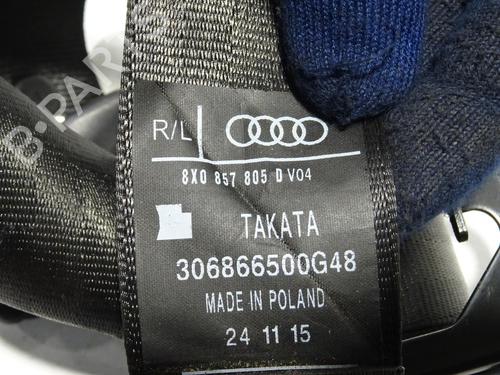 R/L
8X0 857 805 D V04
TAKATA
306866500G48
MADE IN POLAND
24 11 15
B-PARTS